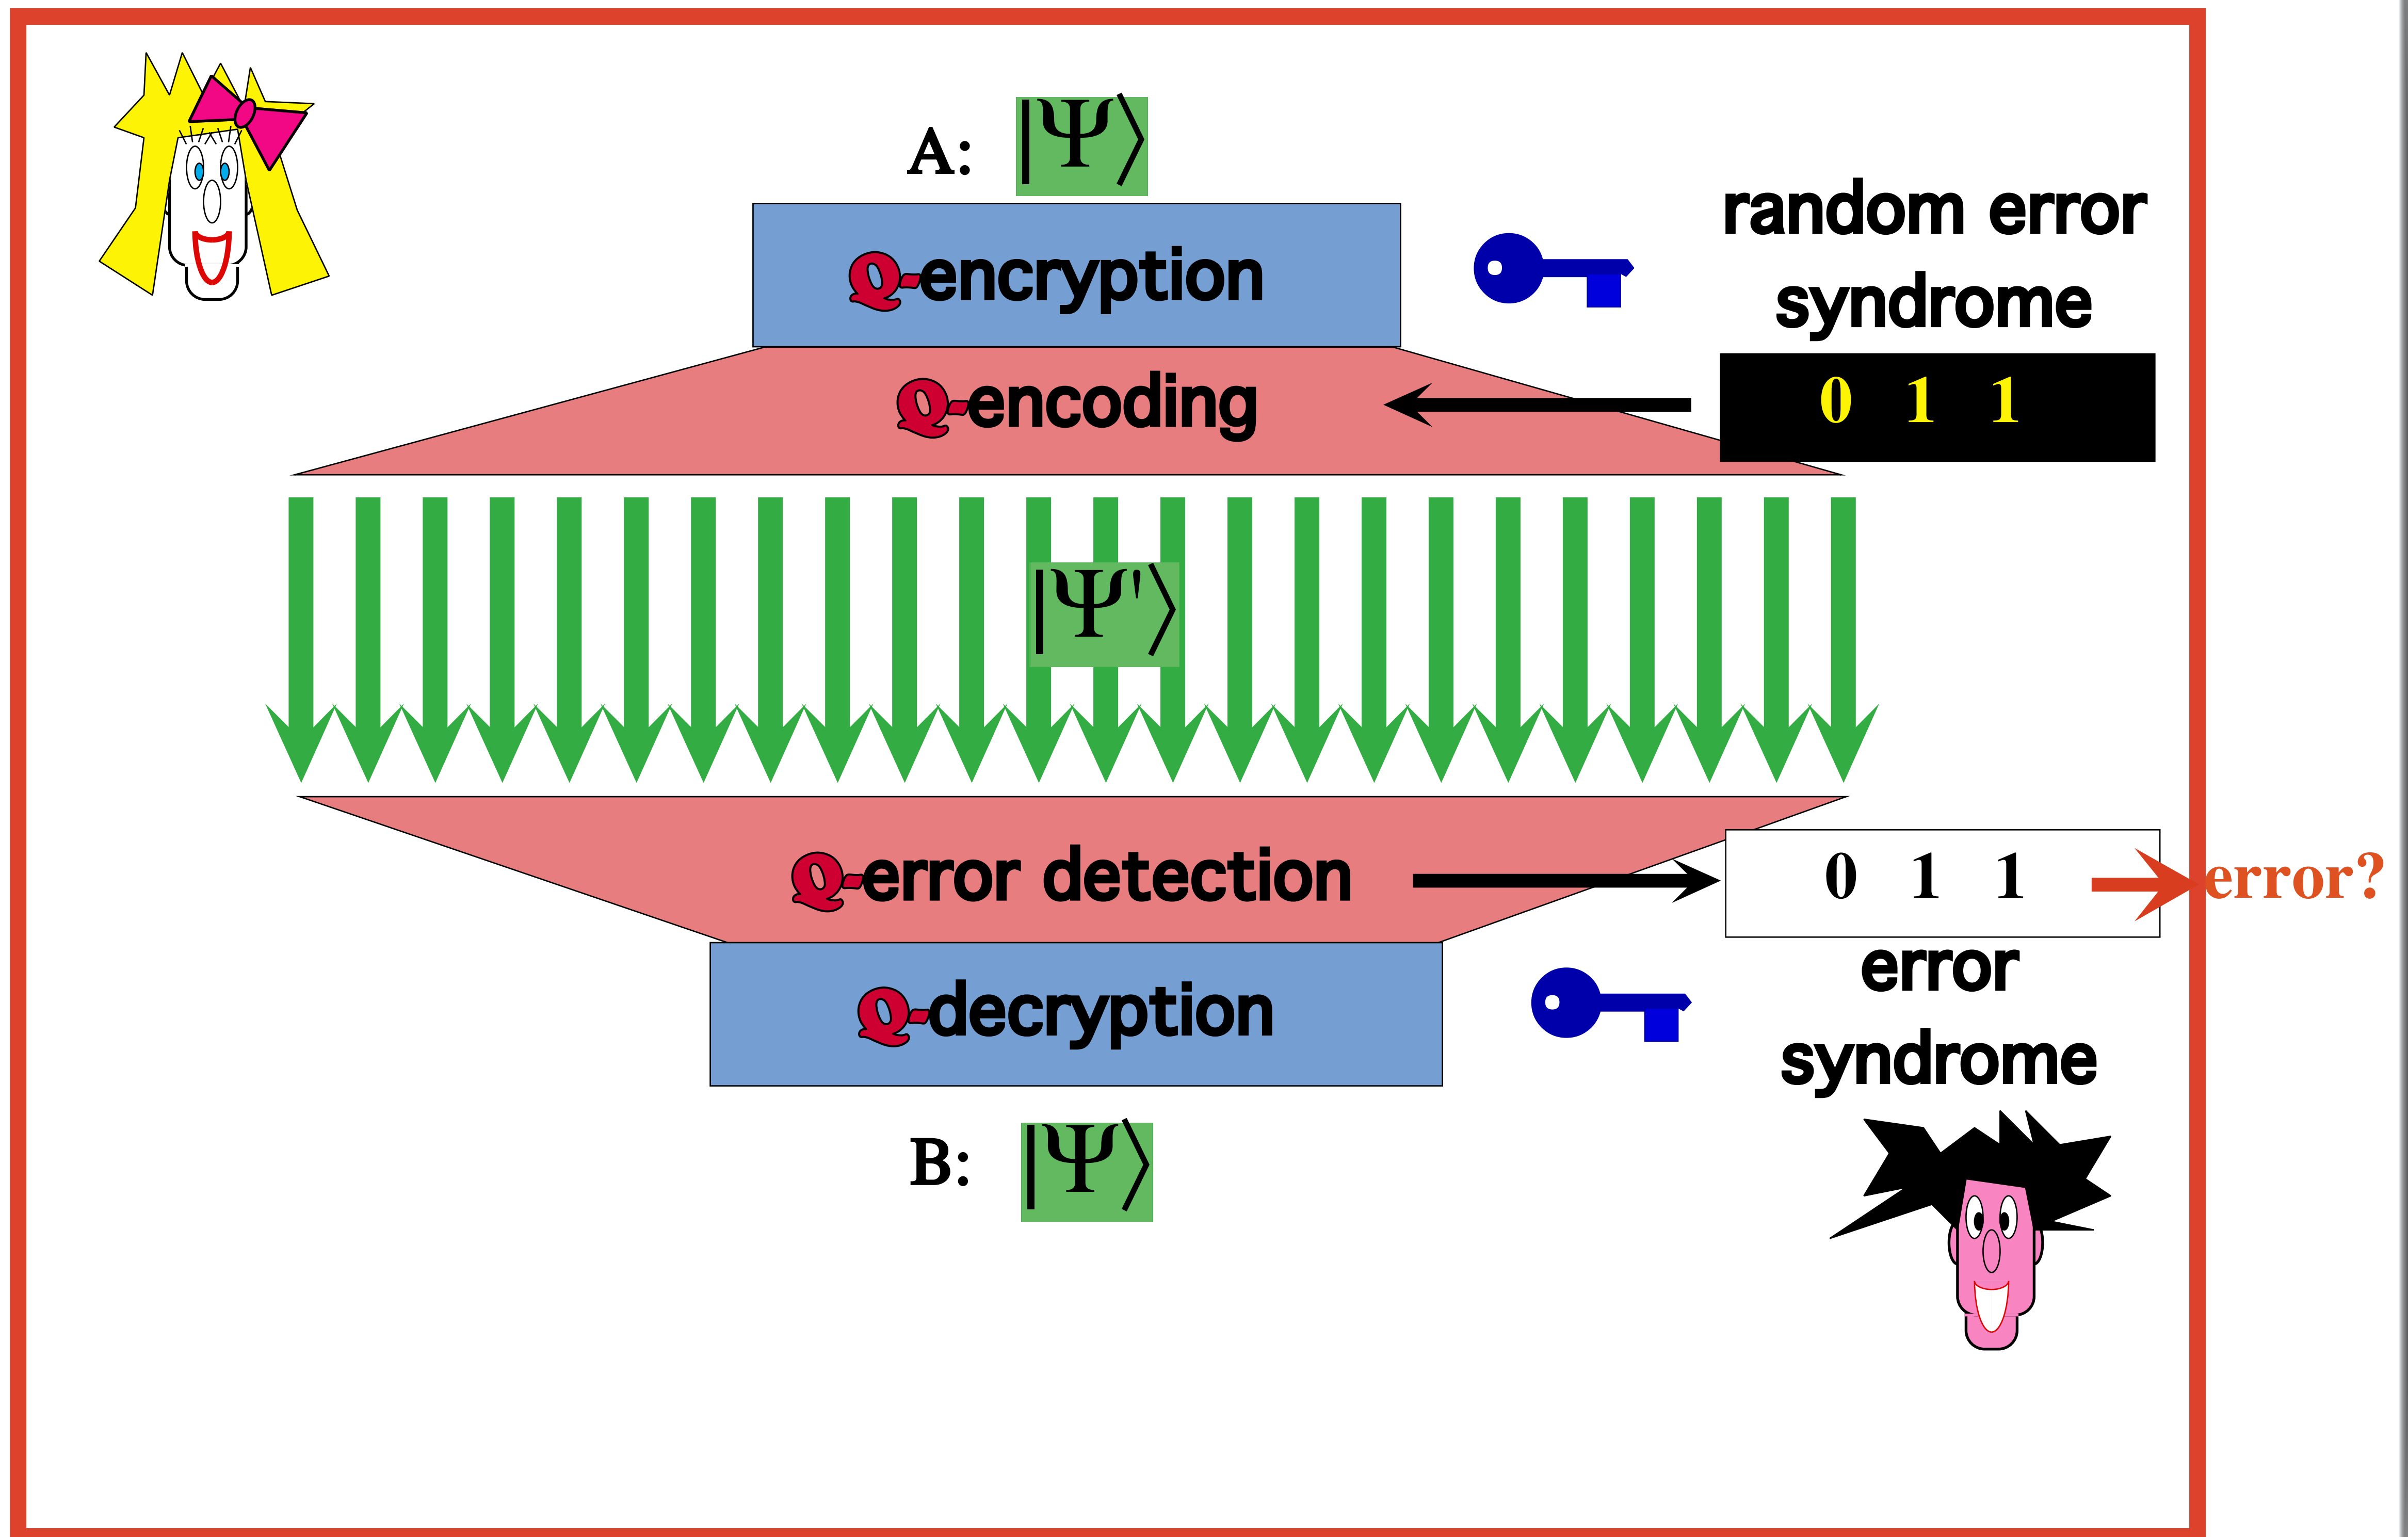 A: |Ψ⟩
Q-encryption
random error
syndrome
Q-encoding
0 1 1
|Ψ'⟩
Q-error detection
0 1 1
error?
error
syndrome
Q-decryption
B: |Ψ⟩